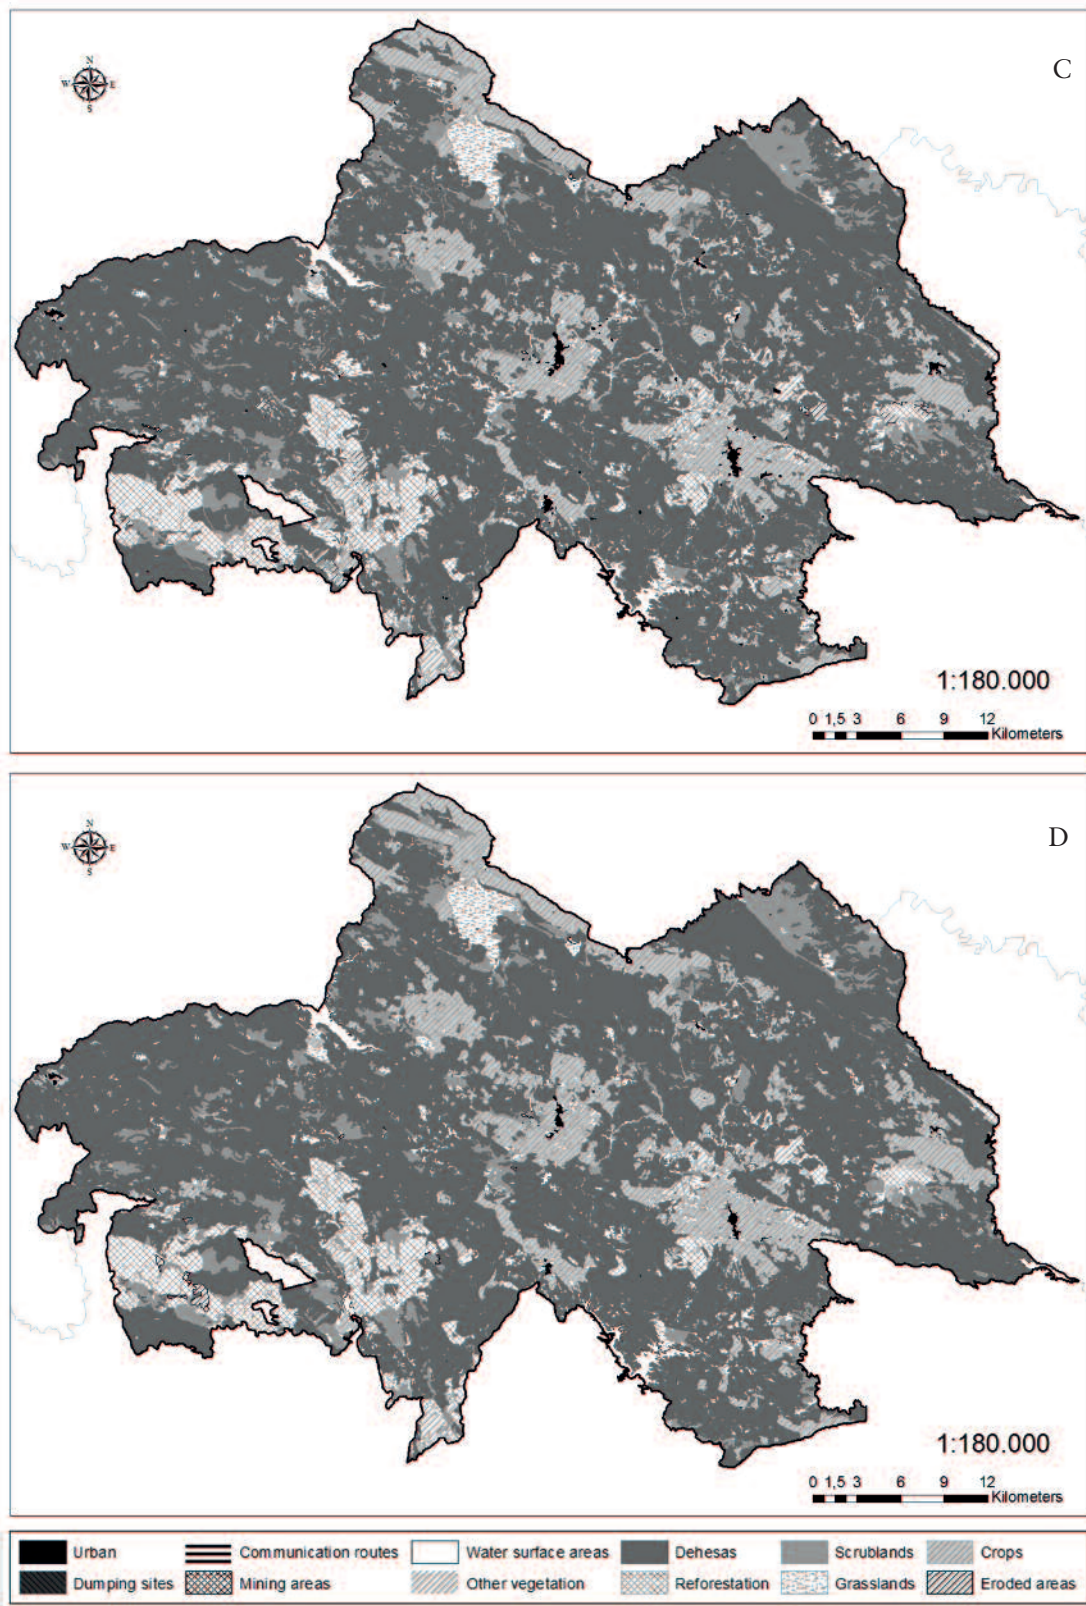 C
N
W E
S
1:180.000
0 1,5 3 6 9 12
Kilometers
D
N
W E
S
1:180.000
0 1,5 3 6 9 12
Kilometers
Urban Communication routes Water surface areas Dehesas Scrublands Crops
Dumping sites Mining areas Other vegetation Reforestation Grasslands Eroded areas